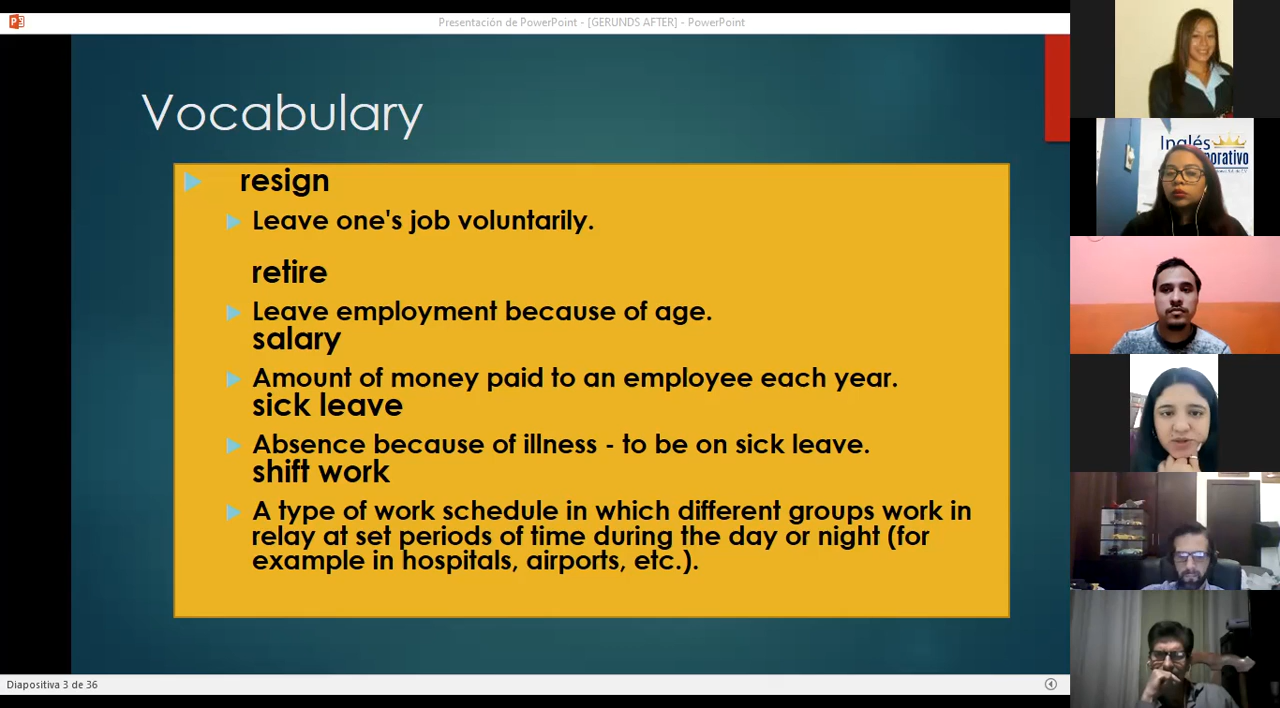 Presentación de PowerPoint - [GERUNDS AFTER] - PowerPoint
Vocabulary
resign
Leave one's job voluntarily.
retire
Leave employment because of age.
salary
Amount of money paid to an employee each year.
sick leave
Absence because of illness - to be on sick leave.
shift work
A type of work schedule in which different groups work in
relay at set periods of time during the day or night (for
example in hospitals, airports, etc.).
Diapositiva 3 de 36
Inglés